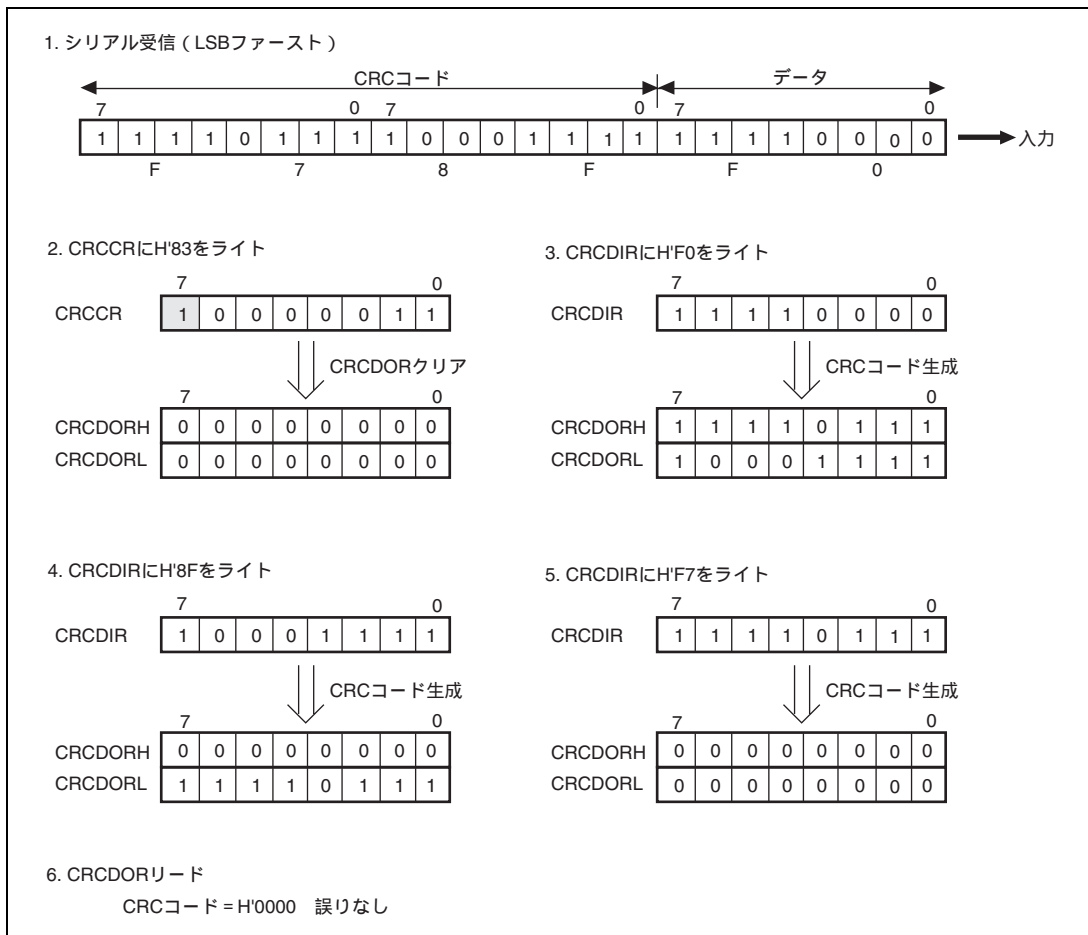 1. シリアル受信（LSBファースト）
CRCコード データ
7 0 7 0 7 0
1 1 1 1 0 1 1 1 1 0 0 0 1 1 1 1 1 1 1 1 0 0 0 0 入力
F 7 8 F F 0
2. CRCCRにH'83をライト
7 0
CRCCR 1 0 0 0 0 0 1 1
CRCDORクリア
7 0
CRCDORH 0 0 0 0 0 0 0 0
CRCDORL 0 0 0 0 0 0 0 0
3. CRCDIRにH'F0をライト
7 0
CRCDIR 1 1 1 1 0 0 0 0
CRCコード生成
7 0
CRCDORH 1 1 1 1 0 1 1 1
CRCDORL 1 0 0 0 1 1 1 1
4. CRCDIRにH'8Fをライト
7 0
CRCDIR 1 0 0 0 1 1 1 1
CRCコード生成
7 0
CRCDORH 0 0 0 0 0 0 0 0
CRCDORL 1 1 1 1 0 1 1 1
5. CRCDIRにH'F7をライト
7 0
CRCDIR 1 1 1 1 0 1 1 1
CRCコード生成
7 0
CRCDORH 0 0 0 0 0 0 0 0
CRCDORL 0 0 0 0 0 0 0 0
6. CRCDORリード
CRCコード = H'0000 誤りなし